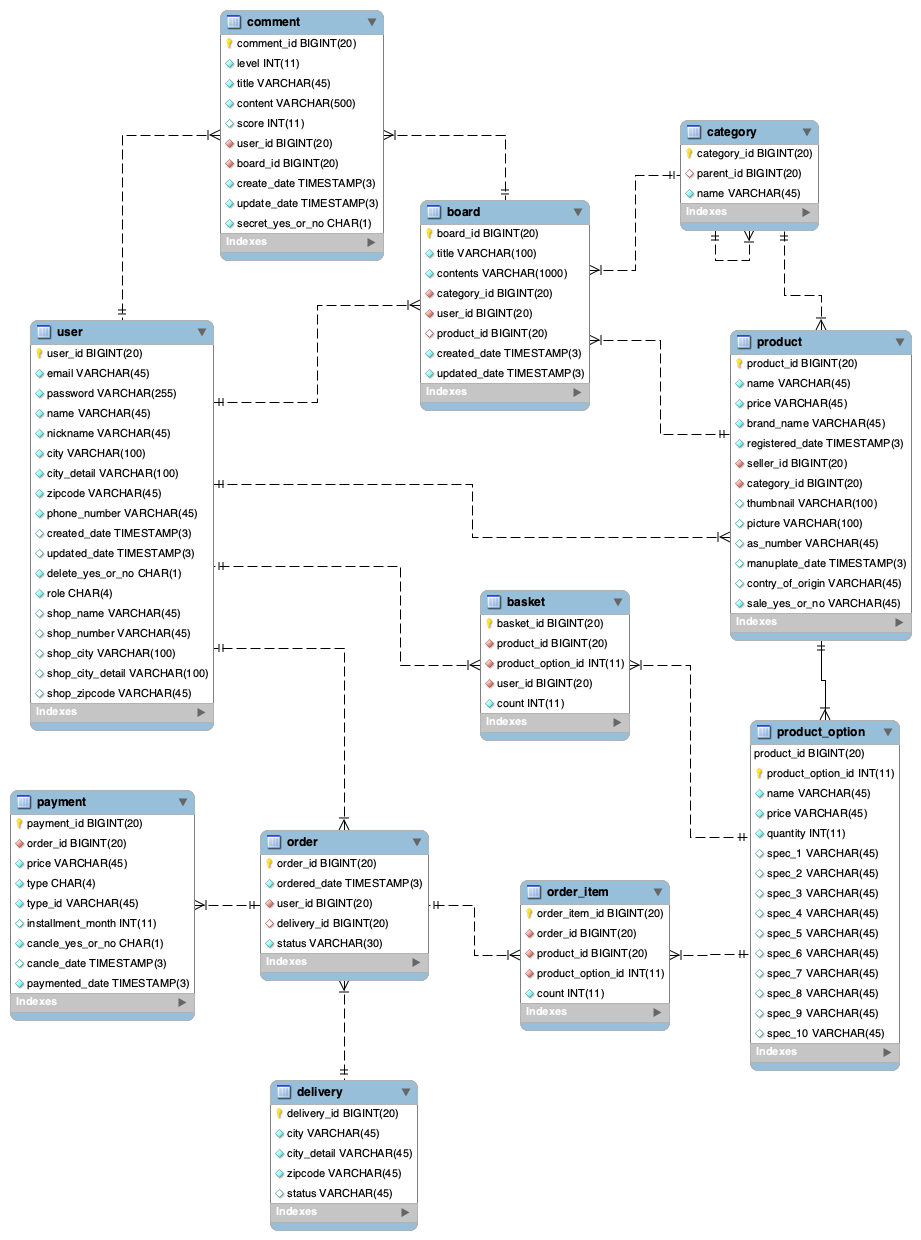 comment
comment_id BIGINT(20)
level INT(11)
title VARCHAR(45)
content VARCHAR(500)
score INT(11)
user_id BIGINT(20)
board_id BIGINT(20)
create_date TIMESTAMP(3)
update_date TIMESTAMP(3)
secret_yes_or_no CHAR(1)
Indexes
category
category_id BIGINT(20)
parent_id BIGINT(20)
name VARCHAR(45)
Indexes
board
board_id BIGINT(20)
title VARCHAR(100)
contents VARCHAR(1000)
category_id BIGINT(20)
user_id BIGINT(20)
product_id BIGINT(20)
created_date TIMESTAMP(3)
updated_date TIMESTAMP(3)
Indexes
user
user_id BIGINT(20)
email VARCHAR(45)
password VARCHAR(255)
name VARCHAR(45)
nickname VARCHAR(45)
city VARCHAR(100)
city_detail VARCHAR(100)
zipcode VARCHAR(45)
phone_number VARCHAR(45)
created_date TIMESTAMP(3)
updated_date TIMESTAMP(3)
delete_yes_or_no CHAR(1)
role CHAR(4)
shop_name VARCHAR(45)
shop_number VARCHAR(45)
shop_city VARCHAR(100)
shop_city_detail VARCHAR(100)
shop_zipcode VARCHAR(45)
Indexes
product
product_id BIGINT(20)
name VARCHAR(45)
price VARCHAR(45)
brand_name VARCHAR(45)
registered_date TIMESTAMP(3)
seller_id BIGINT(20)
category_id BIGINT(20)
thumbnail VARCHAR(100)
picture VARCHAR(100)
as_number VARCHAR(45)
manuplate_date TIMESTAMP(3)
contry_of_origin VARCHAR(45)
sale_yes_or_no VARCHAR(45)
Indexes
basket
basket_id BIGINT(20)
product_id BIGINT(20)
product_option_id INT(11)
user_id BIGINT(20)
count INT(11)
Indexes
product_option
product_id BIGINT(20)
product_option_id INT(11)
name VARCHAR(45)
price VARCHAR(45)
quantity INT(11)
spec_1 VARCHAR(45)
spec_2 VARCHAR(45)
spec_3 VARCHAR(45)
spec_4 VARCHAR(45)
spec_5 VARCHAR(45)
spec_6 VARCHAR(45)
spec_7 VARCHAR(45)
spec_8 VARCHAR(45)
spec_9 VARCHAR(45)
spec_10 VARCHAR(45)
Indexes
payment
payment_id BIGINT(20)
order_id BIGINT(20)
price VARCHAR(45)
type CHAR(4)
type_id VARCHAR(45)
installment_month INT(11)
cancle_yes_or_no CHAR(1)
cancle_date TIMESTAMP(3)
paymented_date TIMESTAMP(3)
Indexes
order
order_id BIGINT(20)
ordered_date TIMESTAMP(3)
user_id BIGINT(20)
delivery_id BIGINT(20)
status VARCHAR(30)
Indexes
order_item
order_item_id BIGINT(20)
order_id BIGINT(20)
product_id BIGINT(20)
product_option_id INT(11)
count INT(11)
Indexes
delivery
delivery_id BIGINT(20)
city VARCHAR(45)
city_detail VARCHAR(45)
zipcode VARCHAR(45)
status VARCHAR(45)
Indexes